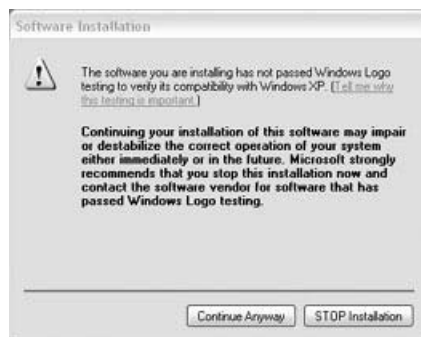 Software Installation
The software you are installing has not passed Windows Logo
testing to verify its compatibility with Windows XP. (Tell me why
this testing is important.)
Continuing your installation of this software may impair
or destabilize the correct operation of your system
either immediately or in the future. Microsoft strongly
recommends that you stop this installation now and
contact the software vendor for software that has
passed Windows Logo testing.
Continue Anyway STOP Installation